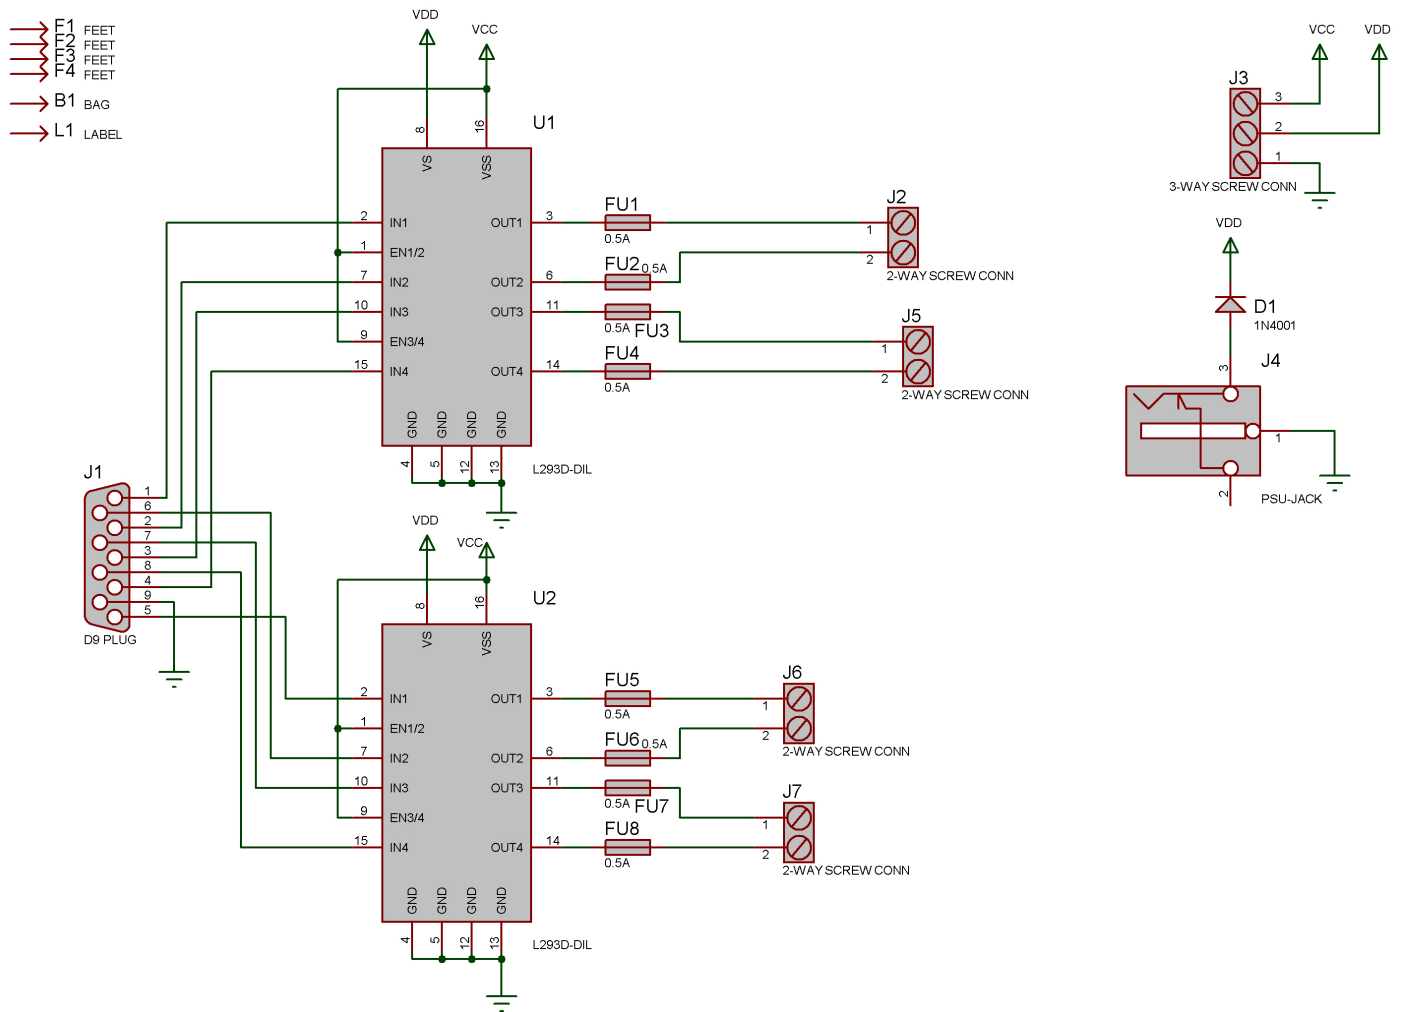 F1 FEET
F2 FEET
F3 FEET
F4 FEET
B1 BAG
L1 LABEL
VDD
VCC
8
16
U1
VS
VSS
2 IN1
1 EN1/2
7 IN2
10 IN3
9 EN3/4
15 IN4
OUT1 3
OUT2 6
OUT3 11
OUT4 14
GND GND GND GND
4 5 12 13
L293D-DIL
FU1
0.5A
FU2 0.5A
0.5A FU3
FU4
0.5A
J2
1
2
2-WAY SCREW CONN
J5
1
2
2-WAY SCREW CONN
VCC
VDD
J3
3
2
1
3-WAY SCREW CONN
VDD
D1
1N4001
J4
3
1
2
PSU-JACK
J1
1
6
2
7
3
8
4
9
5
D9 PLUG
VDD
VCC
8
16
U2
VS
VSS
2 IN1
1 EN1/2
7 IN2
10 IN3
9 EN3/4
15 IN4
OUT1 3
OUT2 6
OUT3 11
OUT4 14
GND GND GND GND
4 5 12 13
L293D-DIL
FU5
0.5A
FU6 0.5A
0.5A FU7
FU8
0.5A
J6
1
2
2-WAY SCREW CONN
J7
1
2
2-WAY SCREW CONN